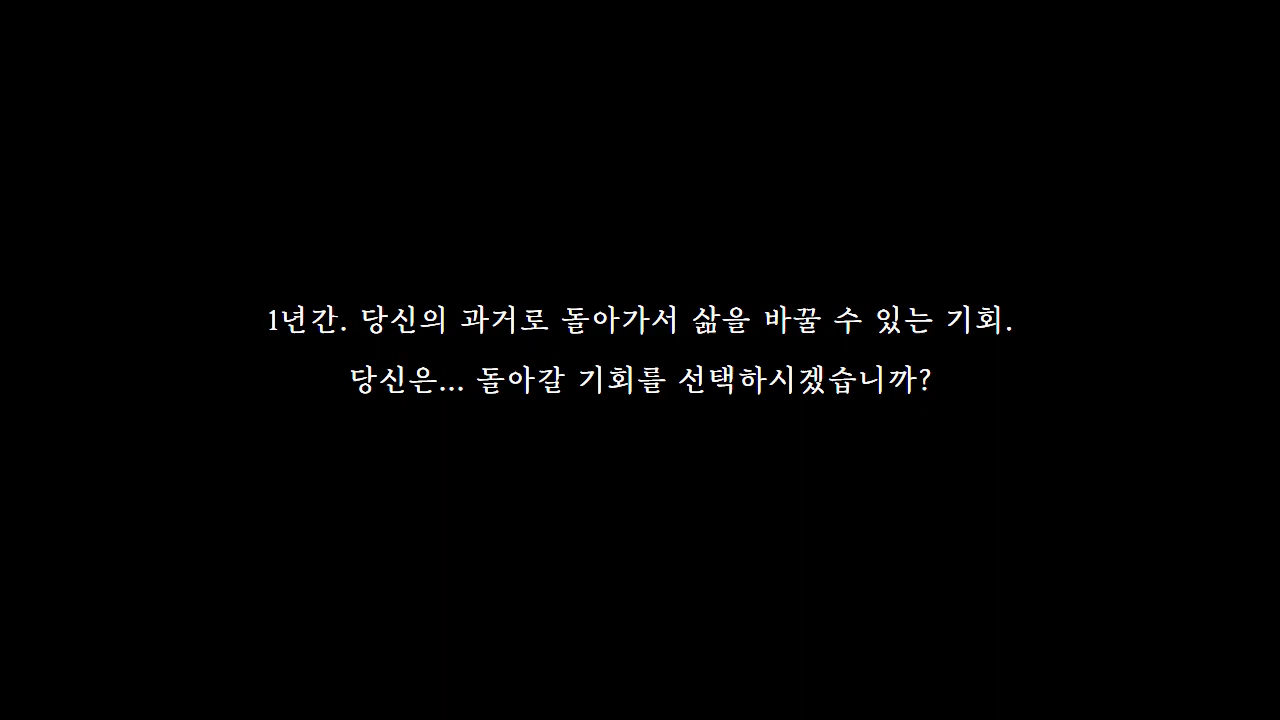 1년간. 당신의 과거로 돌아가서 삶을 바꿀 수 있는 기회.
당신은... 돌아갈 기회를 선택하시겠습니까?